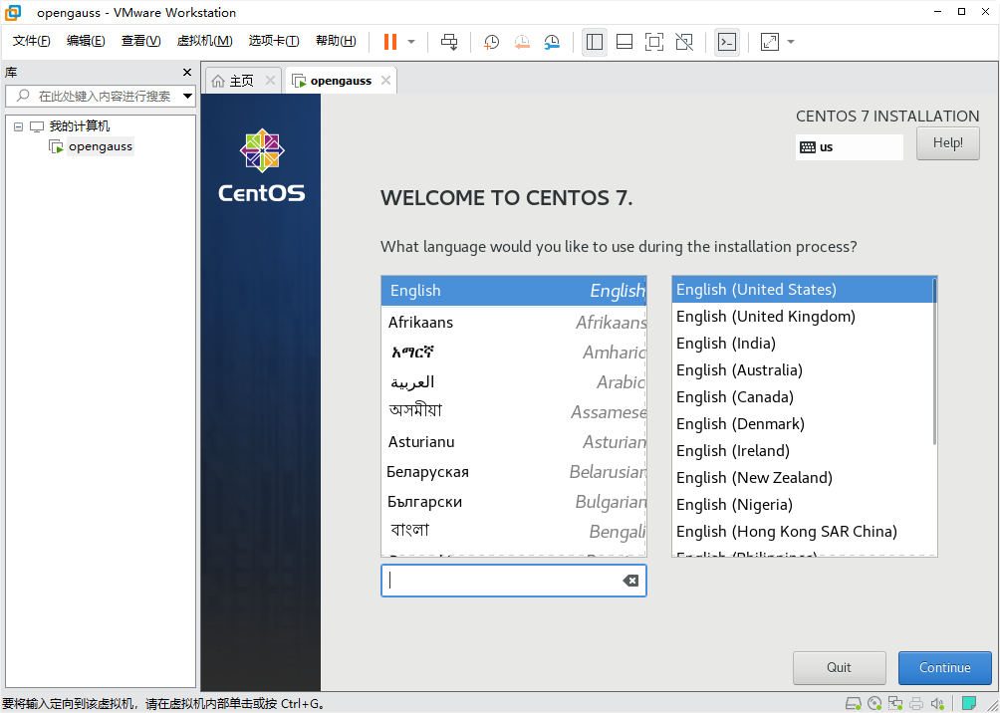 opengauss - VMware Workstation
文件(F) 编辑(E) 查看(V) 虚拟机(M) 选项卡(T) 帮助(H)
库
在此处键入内容进行搜索
我的计算机
opengauss
主页
opengauss
CentOS
CENTOS 7 INSTALLATION
us
Help!
WELCOME TO CENTOS 7.
What language would you like to use during the installation process?
English English
Afrikaans Afrikaans
አማርኛ Amharic
العربية Arabic
অসমীয়া Assamese
Asturianu Asturian
Беларуская Belarusian
Български Bulgarian
বাংলা Bengali
English (United States)
English (United Kingdom)
English (India)
English (Australia)
English (Canada)
English (Denmark)
English (Ireland)
English (New Zealand)
English (Nigeria)
English (Hong Kong SAR China)
English (Philippines)
Quit
Continue
要将输入定向到该虚拟机，请在虚拟机内部单击或按 Ctrl+G。